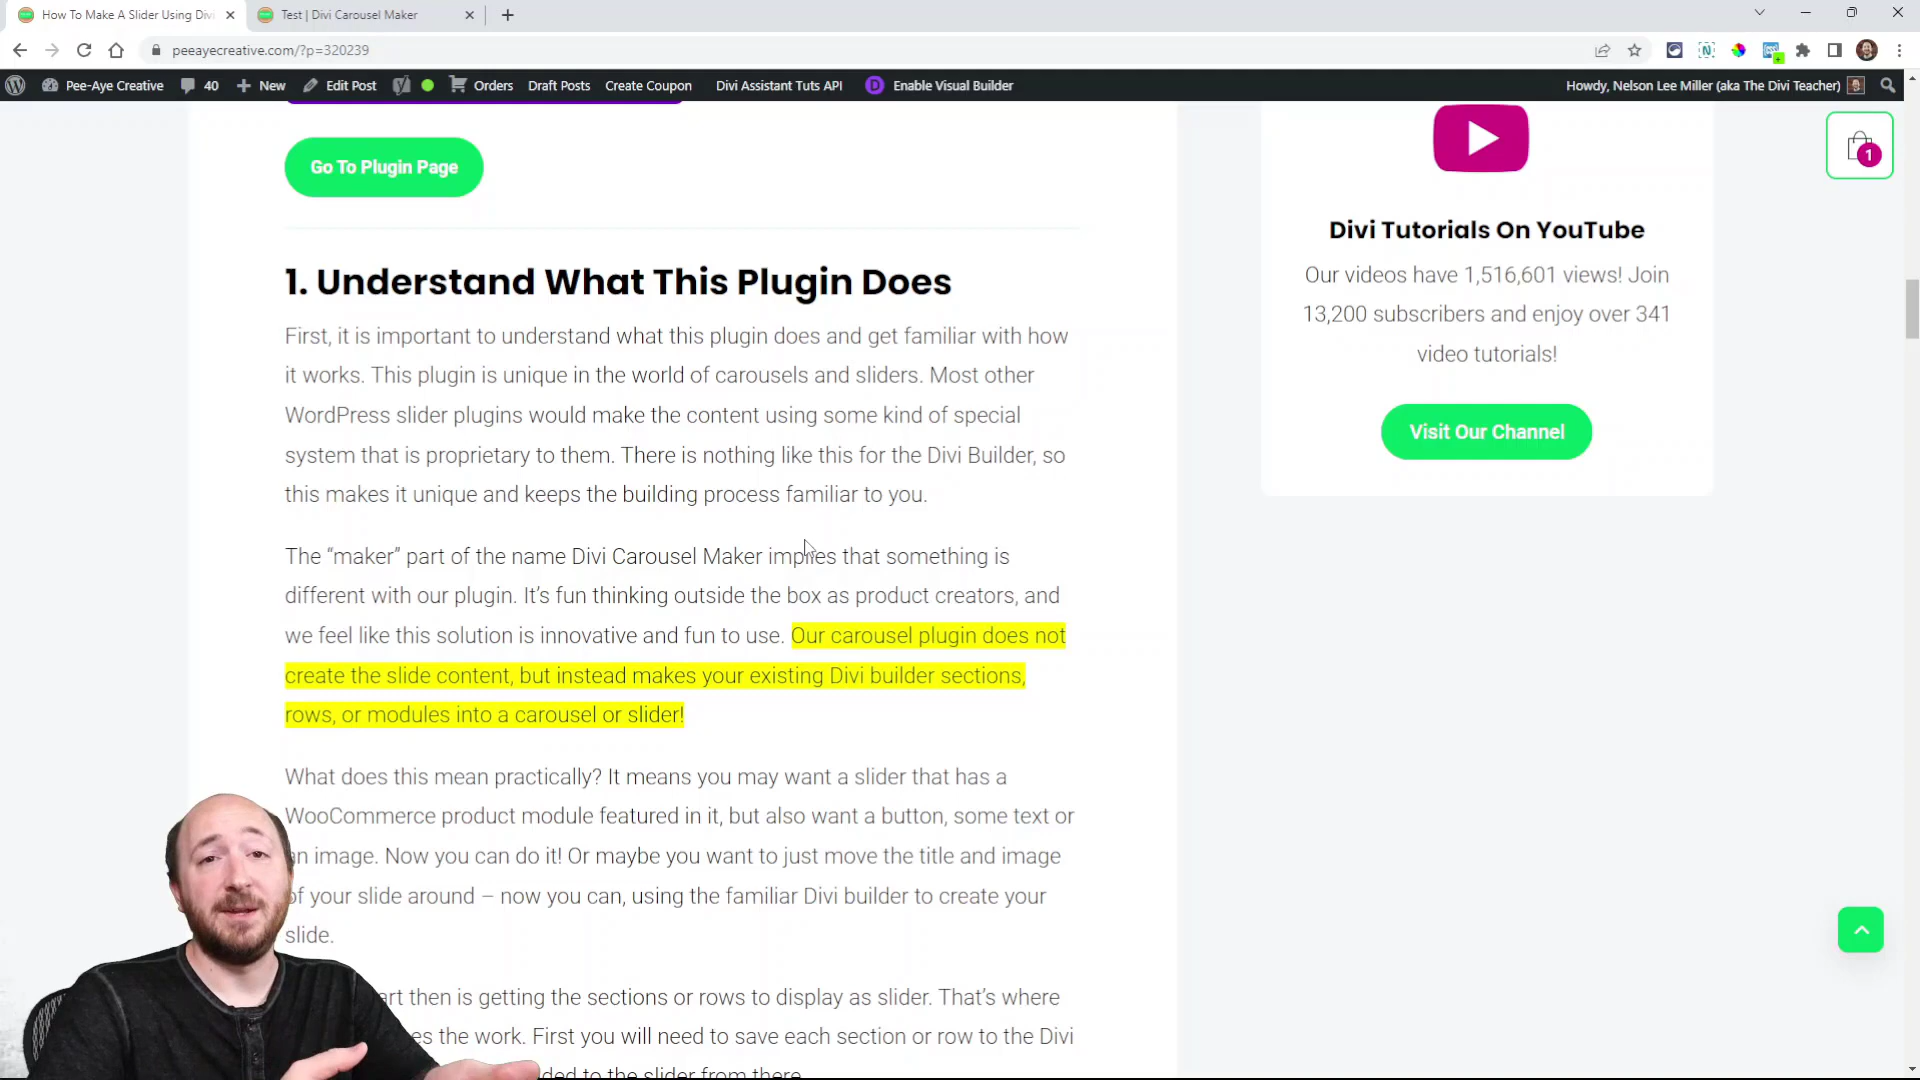 How To Make A Slider Using Divi
Test | Divi Carousel Maker
peeayecreative.com/?p=320239
Pee-Aye Creative
40
New
Edit Post
Orders
Draft Posts
Create Coupon
Divi Assistant Tuts API
Enable Visual Builder
Howdy, Nelson Lee Miller (aka The Divi Teacher)
1
Go To Plugin Page
1. Understand What This Plugin Does
First, it is important to understand what this plugin does and get familiar with how
it works. This plugin is unique in the world of carousels and sliders. Most other
WordPress slider plugins would make the content using some kind of special
system that is proprietary to them. There is nothing like this for the Divi Builder, so
this makes it unique and keeps the building process familiar to you.
The “maker” part of the name Divi Carousel Maker implies that something is
different with our plugin. It’s fun thinking outside the box as product creators, and
we feel like this solution is innovative and fun to use. Our carousel plugin does not
create the slide content, but instead makes your existing Divi builder sections,
rows, or modules into a carousel or slider!
What does this mean practically? It means you may want a slider that has a
WooCommerce product module featured in it, but also want a button, some text or
an image. Now you can do it! Or maybe you want to just move the title and image
of your slide around – now you can, using the familiar Divi builder to create your
slide.
then is getting the sections or rows to display as slider. That’s where
the work. First you will need to save each section or row to the Divi
to the slider from there.
Divi Tutorials On YouTube
Our videos have 1,516,601 views! Join
13,200 subscribers and enjoy over 341
video tutorials!
Visit Our Channel